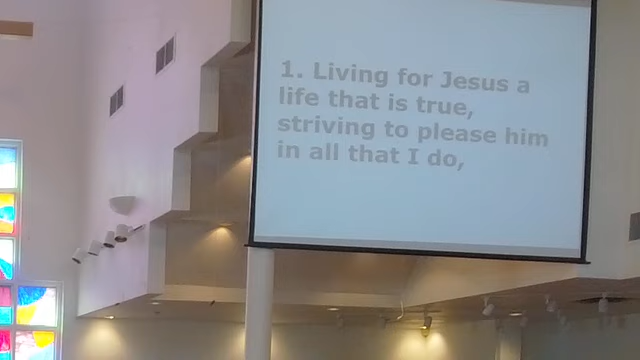 1. Living for Jesus a
life that is true,
striving to please him
in all that I do,